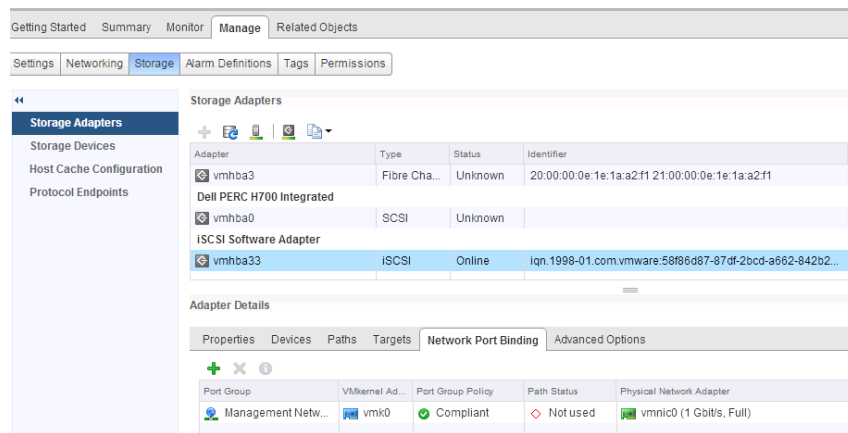 Getting Started Summary Monitor Manage Related Objects
Settings Networking Storage Alarm Definitions Tags Permissions
Storage Adapters
Storage Devices
Host Cache Configuration
Protocol Endpoints
Storage Adapters
Adapter Type Status Identifier
vmhba3 Fibre Cha... Unknown 20:00:00:0e:1e:1a:a2:f1 21:00:00:0e:1e:1a:a2:f1
Dell PERC H700 Integrated
vmhba0 SCSI Unknown
iSCSI Software Adapter
vmhba33 iSCSI Online iqn.1998-01.com.vmware:58f86d87-87df-2bcd-a662-842b2...
Adapter Details
Properties Devices Paths Targets Network Port Binding Advanced Options
Port Group VMkernel Ad... Port Group Policy Path Status Physical Network Adapter
Management Netw... vmk0 Compliant Not used vmnic0 (1 Gbit/s, Full)